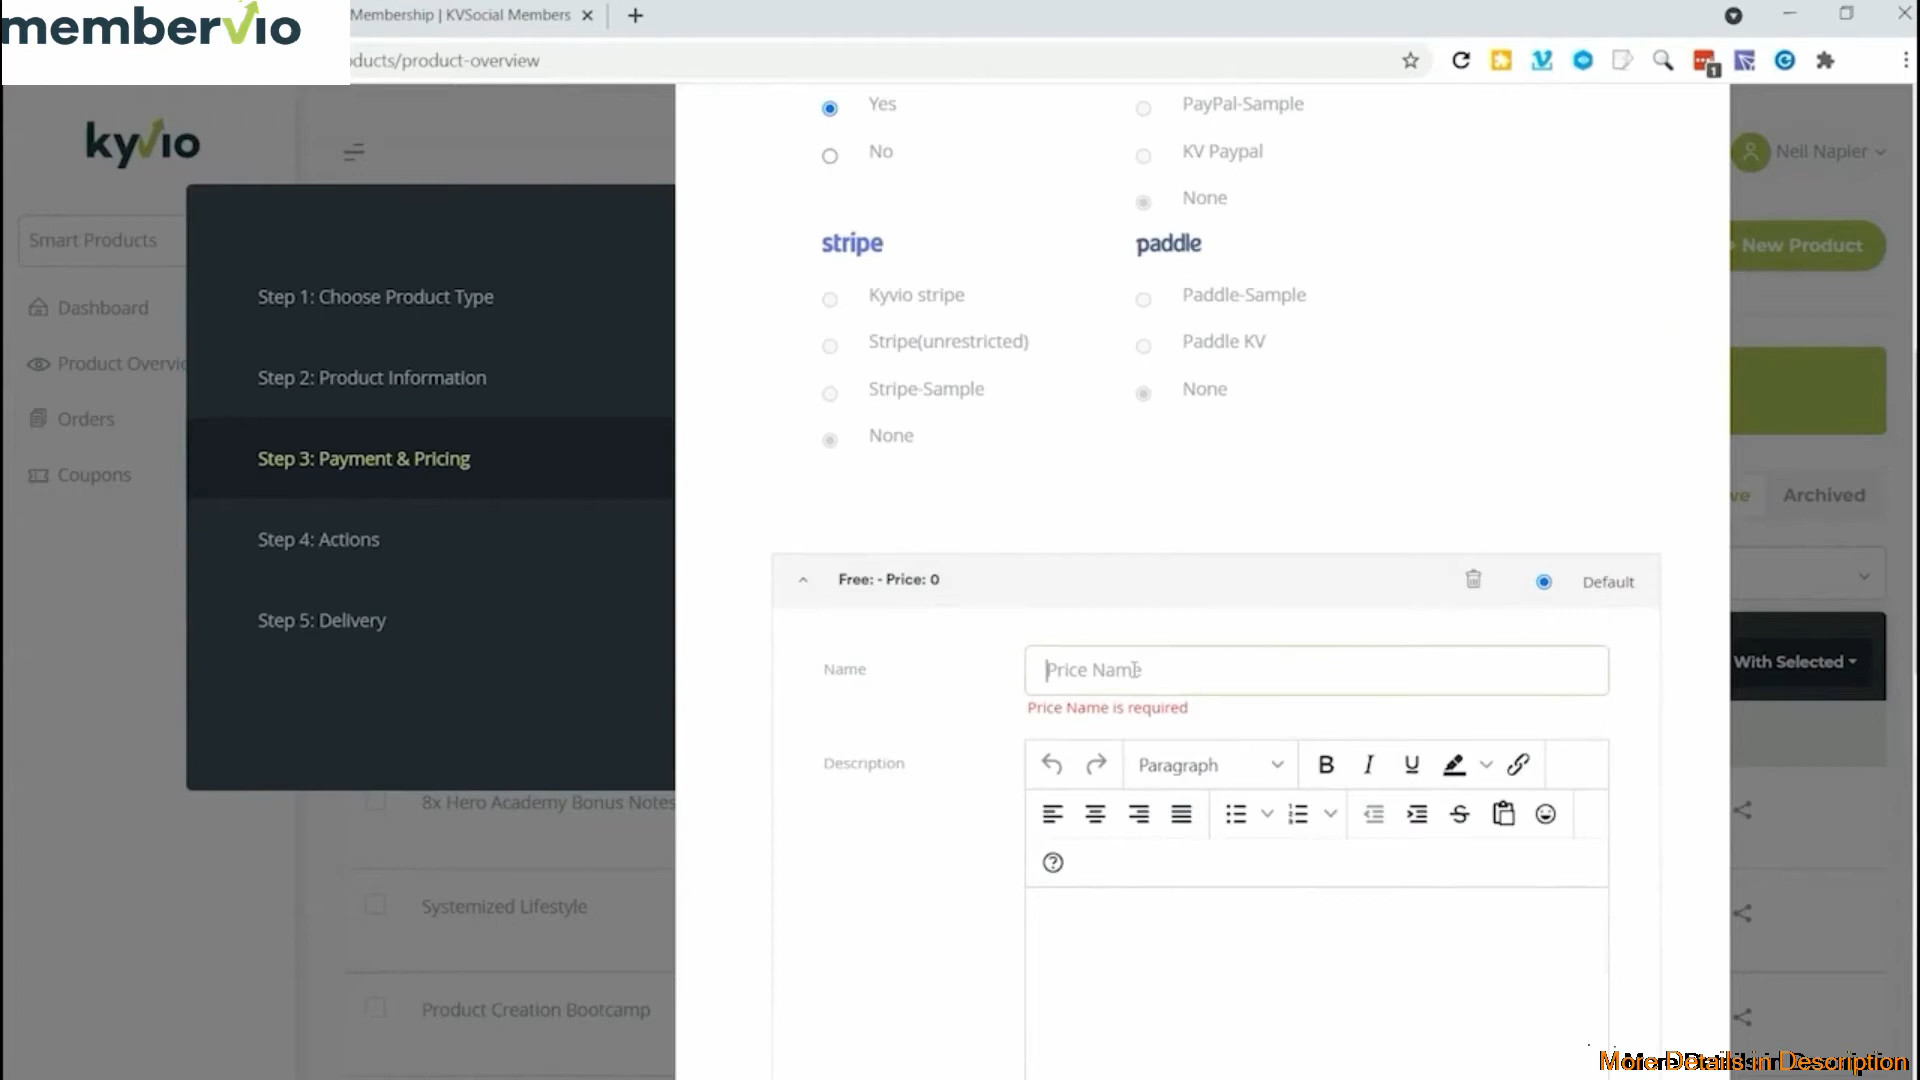 membervio
Membership | KVSocial Members
ducts/product-overview
1
kyvio
Neil Napier
Smart Products
New Product
Dashboard
Product Overvi
Orders
Coupons
Archived
With Selected
Step 1: Choose Product Type
Step 2: Product Information
Step 3: Payment & Pricing
Step 4: Actions
Step 5: Delivery
8x Hero Academy Bonus Notes
Systemized Lifestyle
Product Creation Bootcamp
Yes
No
PayPal-Sample
KV Paypal
None
stripe
Kyvio stripe
Stripe(unrestricted)
Stripe-Sample
None
paddle
Paddle-Sample
Paddle KV
None
Free: - Price: 0
Default
Name
Price Name
Price Name is required
Description
Paragraph
More Details in Description